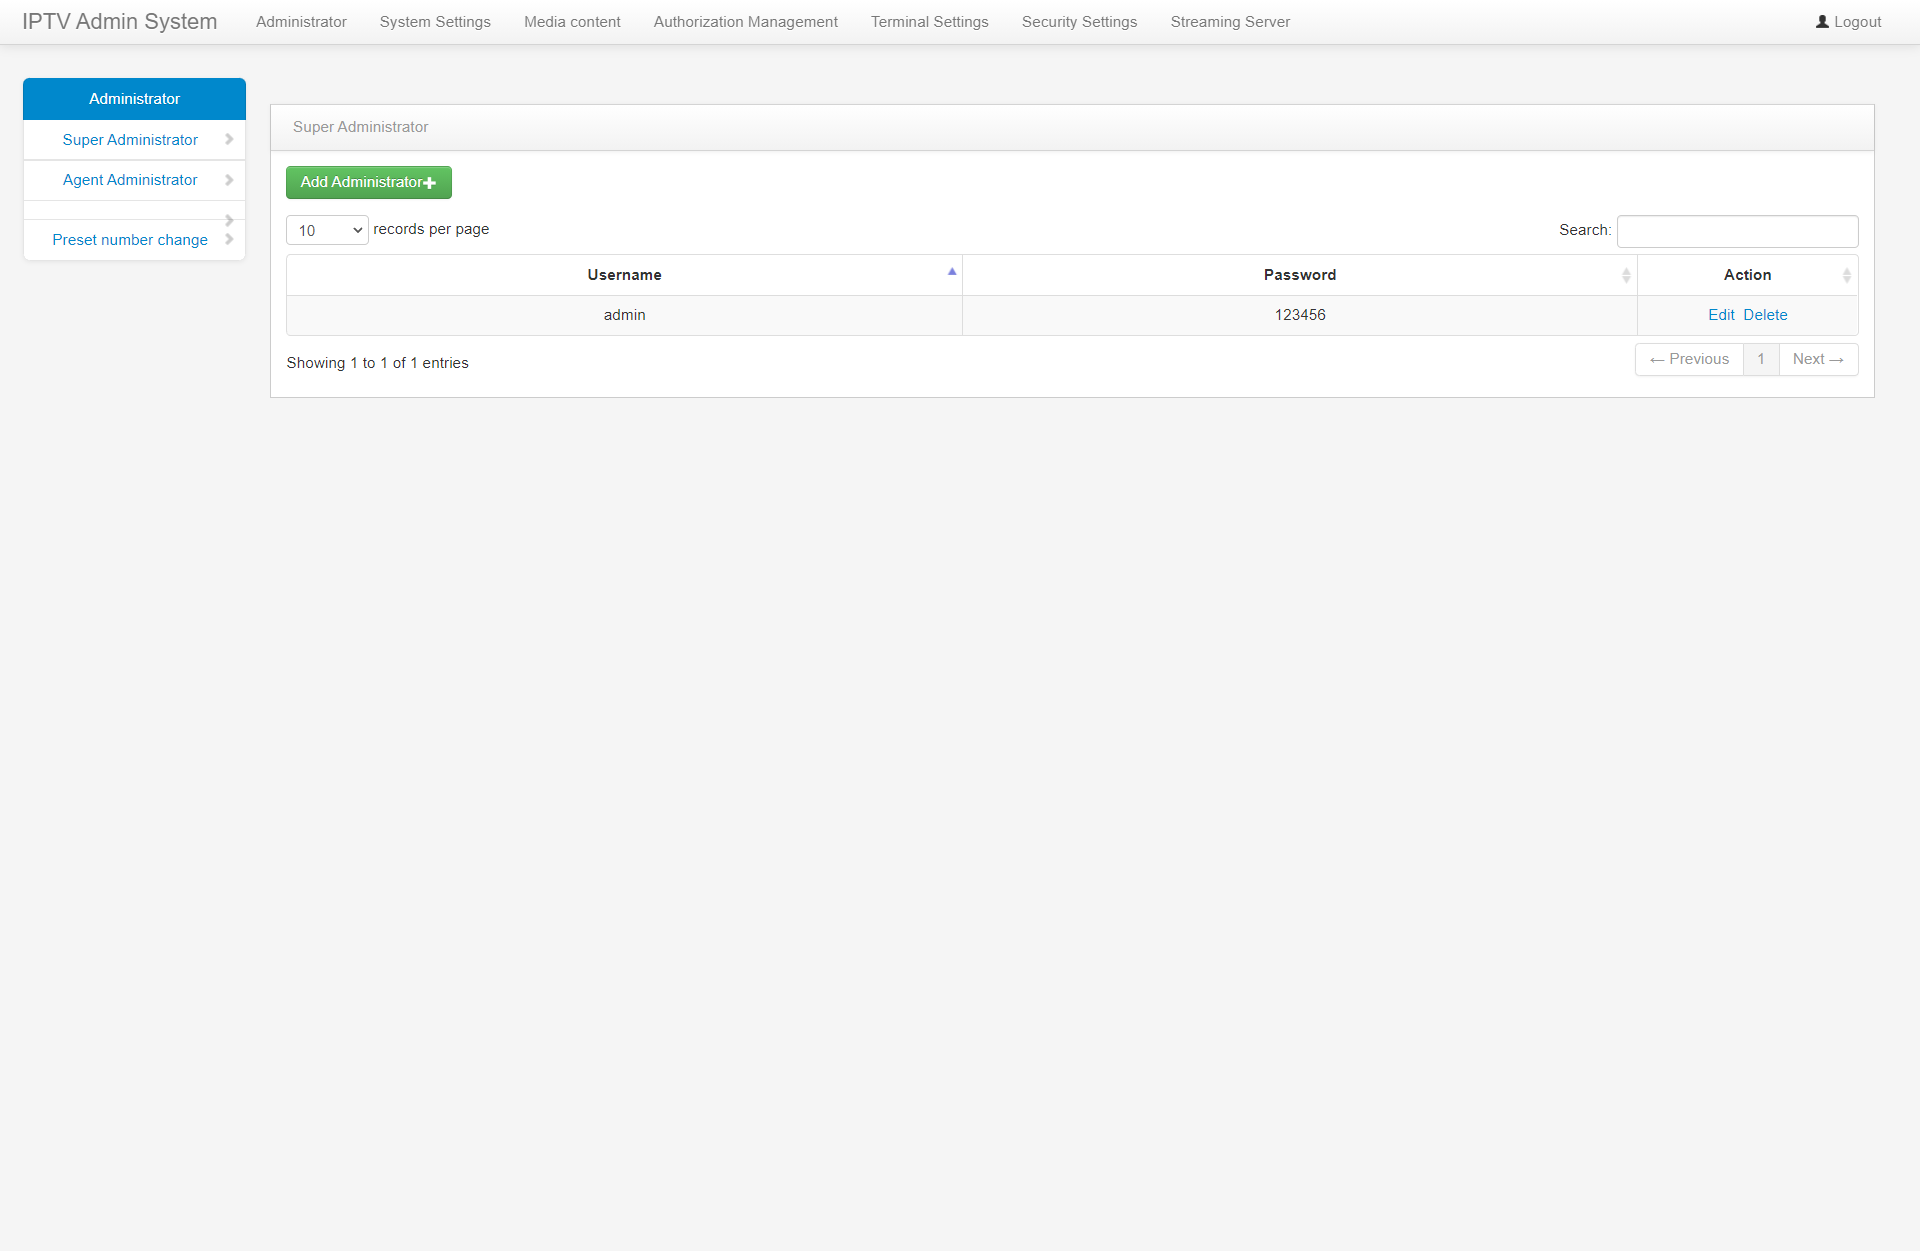 IPTV Admin System Administrator System Settings Media content Authorization Management Terminal Settings Security Settings Streaming Server Logout
Administrator
Super Administrator
Agent Administrator
Preset number change
Super Administrator
Add Administrator
10 records per page Search:
Username Password Action
admin 123456 Edit Delete
Showing 1 to 1 of 1 entries ← Previous 1 Next →